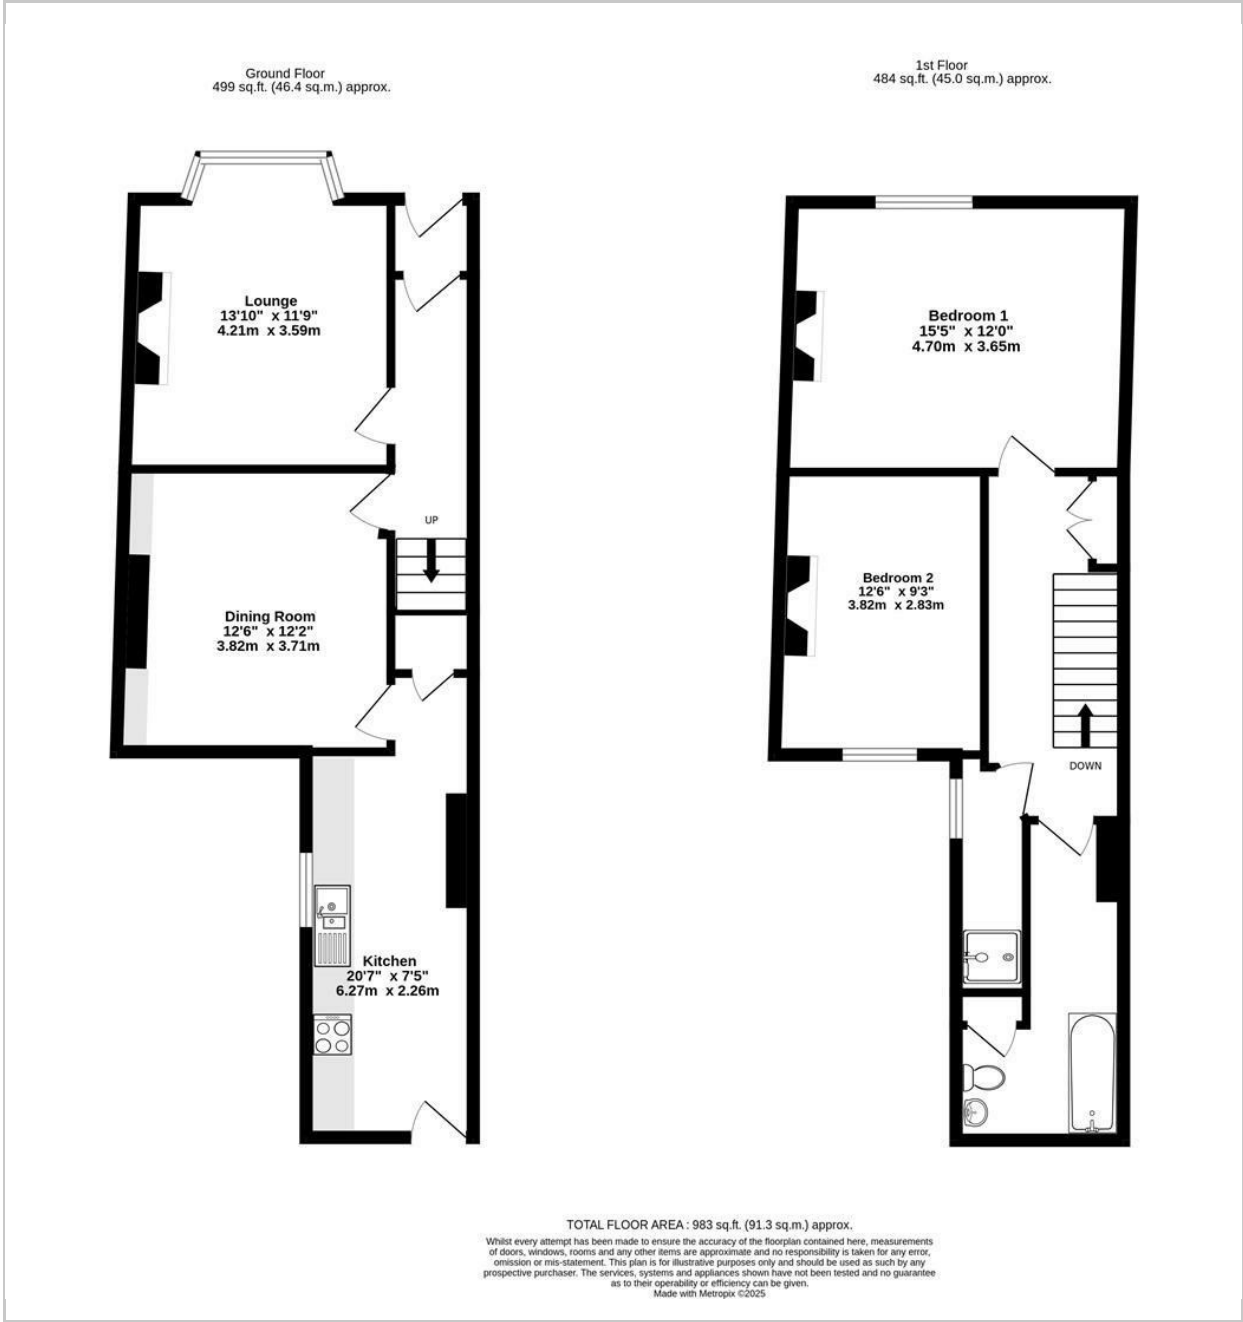 Ground Floor
499 sq.ft. (46.4 sq.m.) approx.
1st Floor
484 sq.ft. (45.0 sq.m.) approx.
Lounge
13'10" x 11'9"
4.21m x 3.59m
UP
Dining Room
12'6" x 12'2"
3.82m x 3.71m
Kitchen
20'7" x 7'5"
6.27m x 2.26m
Bedroom 1
15'5" x 12'0"
4.70m x 3.65m
Bedroom 2
12'6" x 9'3"
3.82m x 2.83m
DOWN
TOTAL FLOOR AREA : 983 sq.ft. (91.3 sq.m.) approx.
Whilst every attempt has been made to ensure the accuracy of the floorplan contained here, measurements
of doors, windows, rooms and any other items are approximate and no responsibility is taken for any error,
omission or mis-statement. This plan is for illustrative purposes only and should be used as such by any
prospective purchaser. The services, systems and appliances shown have not been tested and no guarantee
as to their operability or efficiency can be given.
Made with Metropix ©2025